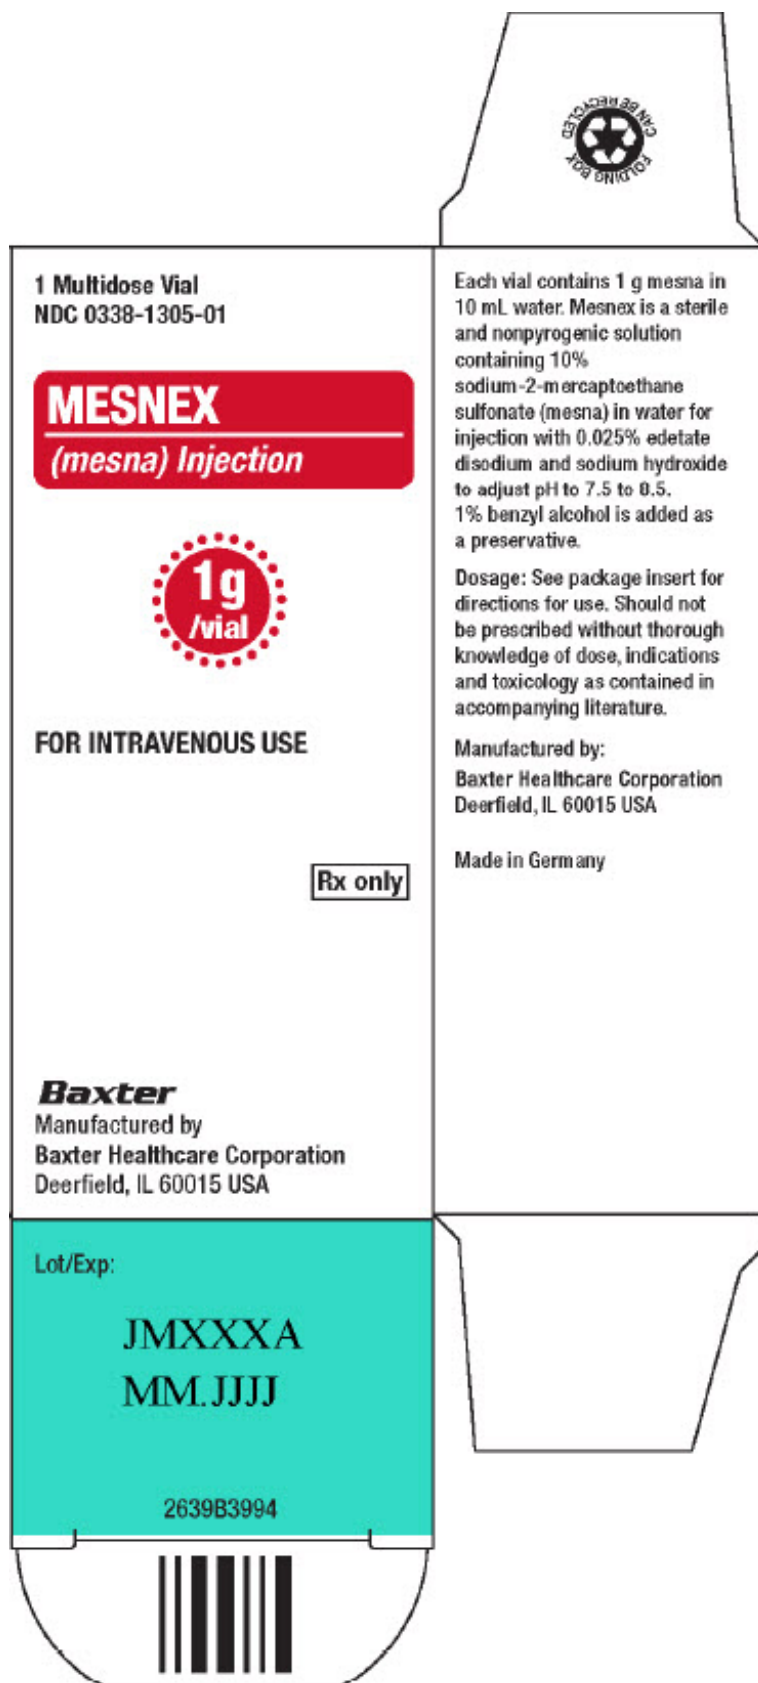 CAN BE RECYCLED
FOLDING BOX
1 Multidose Vial
NDC 0338-1305-01
MESNEX
(mesna) Injection
1g
/vial
FOR INTRAVENOUS USE
Rx only
Baxter
Manufactured by
Baxter Healthcare Corporation
Deerfield, IL 60015 USA
Each vial contains 1 g mesna in
10 mL water. Mesnex is a sterile
and nonpyrogenic solution
containing 10%
sodium-2-mercaptoethane
sulfonate (mesna) in water for
injection with 0.025% edetate
disodium and sodium hydroxide
to adjust pH to 7.5 to 8.5.
1% benzyl alcohol is added as
a preservative.
Dosage: See package insert for
directions for use. Should not
be prescribed without thorough
knowledge of dose, indications
and toxicology as contained in
accompanying literature.
Manufactured by:
Baxter Healthcare Corporation
Deerfield, IL 60015 USA
Made in Germany
Lot/Exp:
JMXXXA
MM.JJJJ
2639B3994